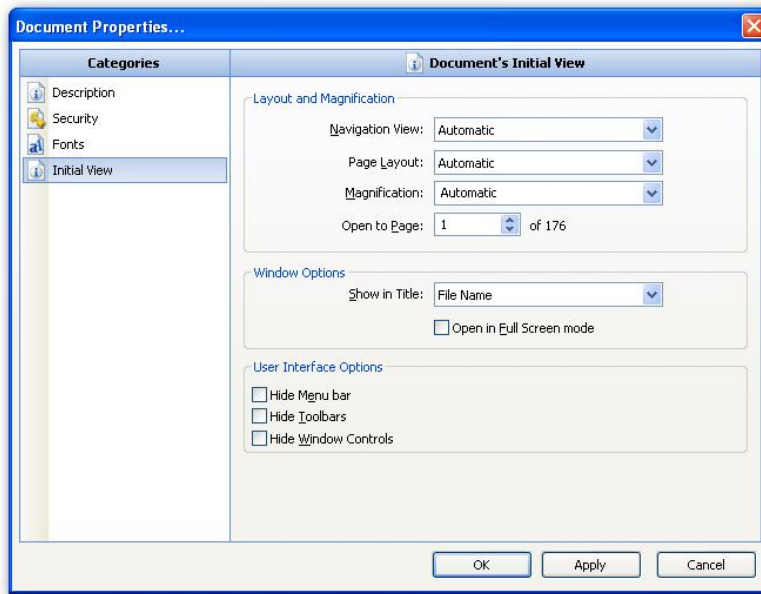 Document Properties...
Categories
Description
Security
Fonts
Initial View
Document's Initial View
Layout and Magnification
Navigation View: Automatic
Page Layout: Automatic
Magnification: Automatic
Open to Page: 1 of 176
Window Options
Show in Title: File Name
Open in Full Screen mode
User Interface Options
Hide Menu bar
Hide Toolbars
Hide Window Controls
OK Apply Cancel